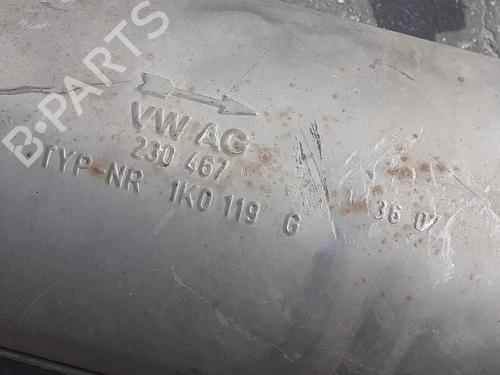 B-PARTS
VW AG
230 467
TYP-NR 1K0 119 G
36 07